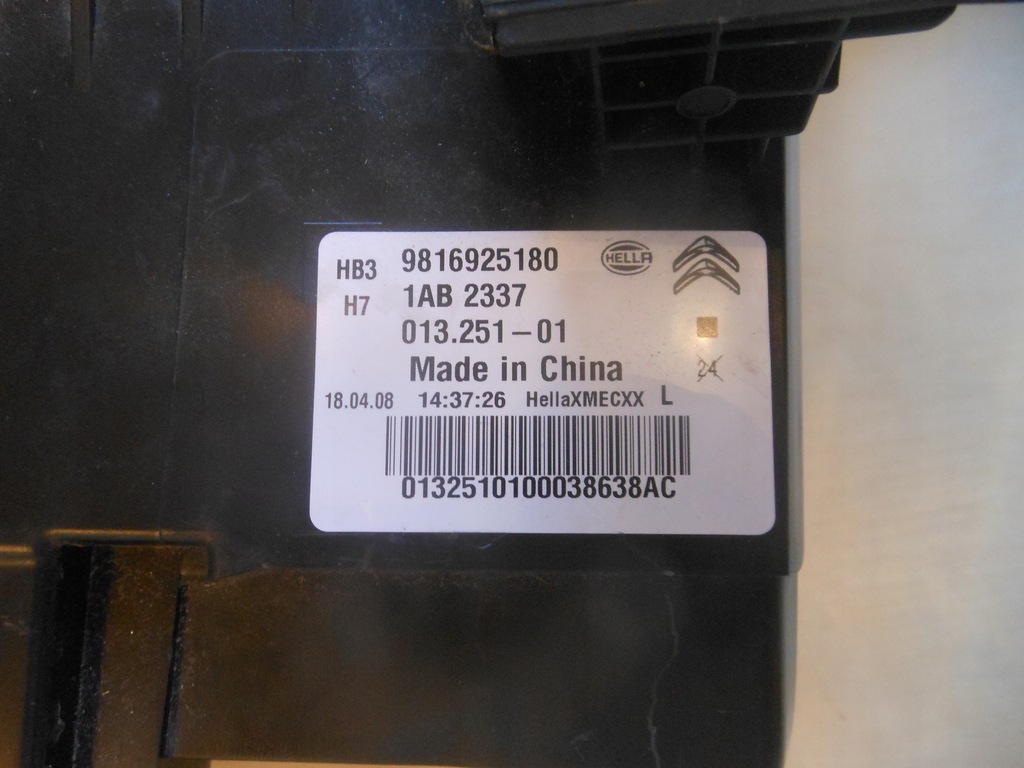 HB3 9816925180 HELLA
H7 1AB 2337
013.251-01
Made in China 24
18.04.08 14:37:26 HellaXMECXX L
0132510100038638AC